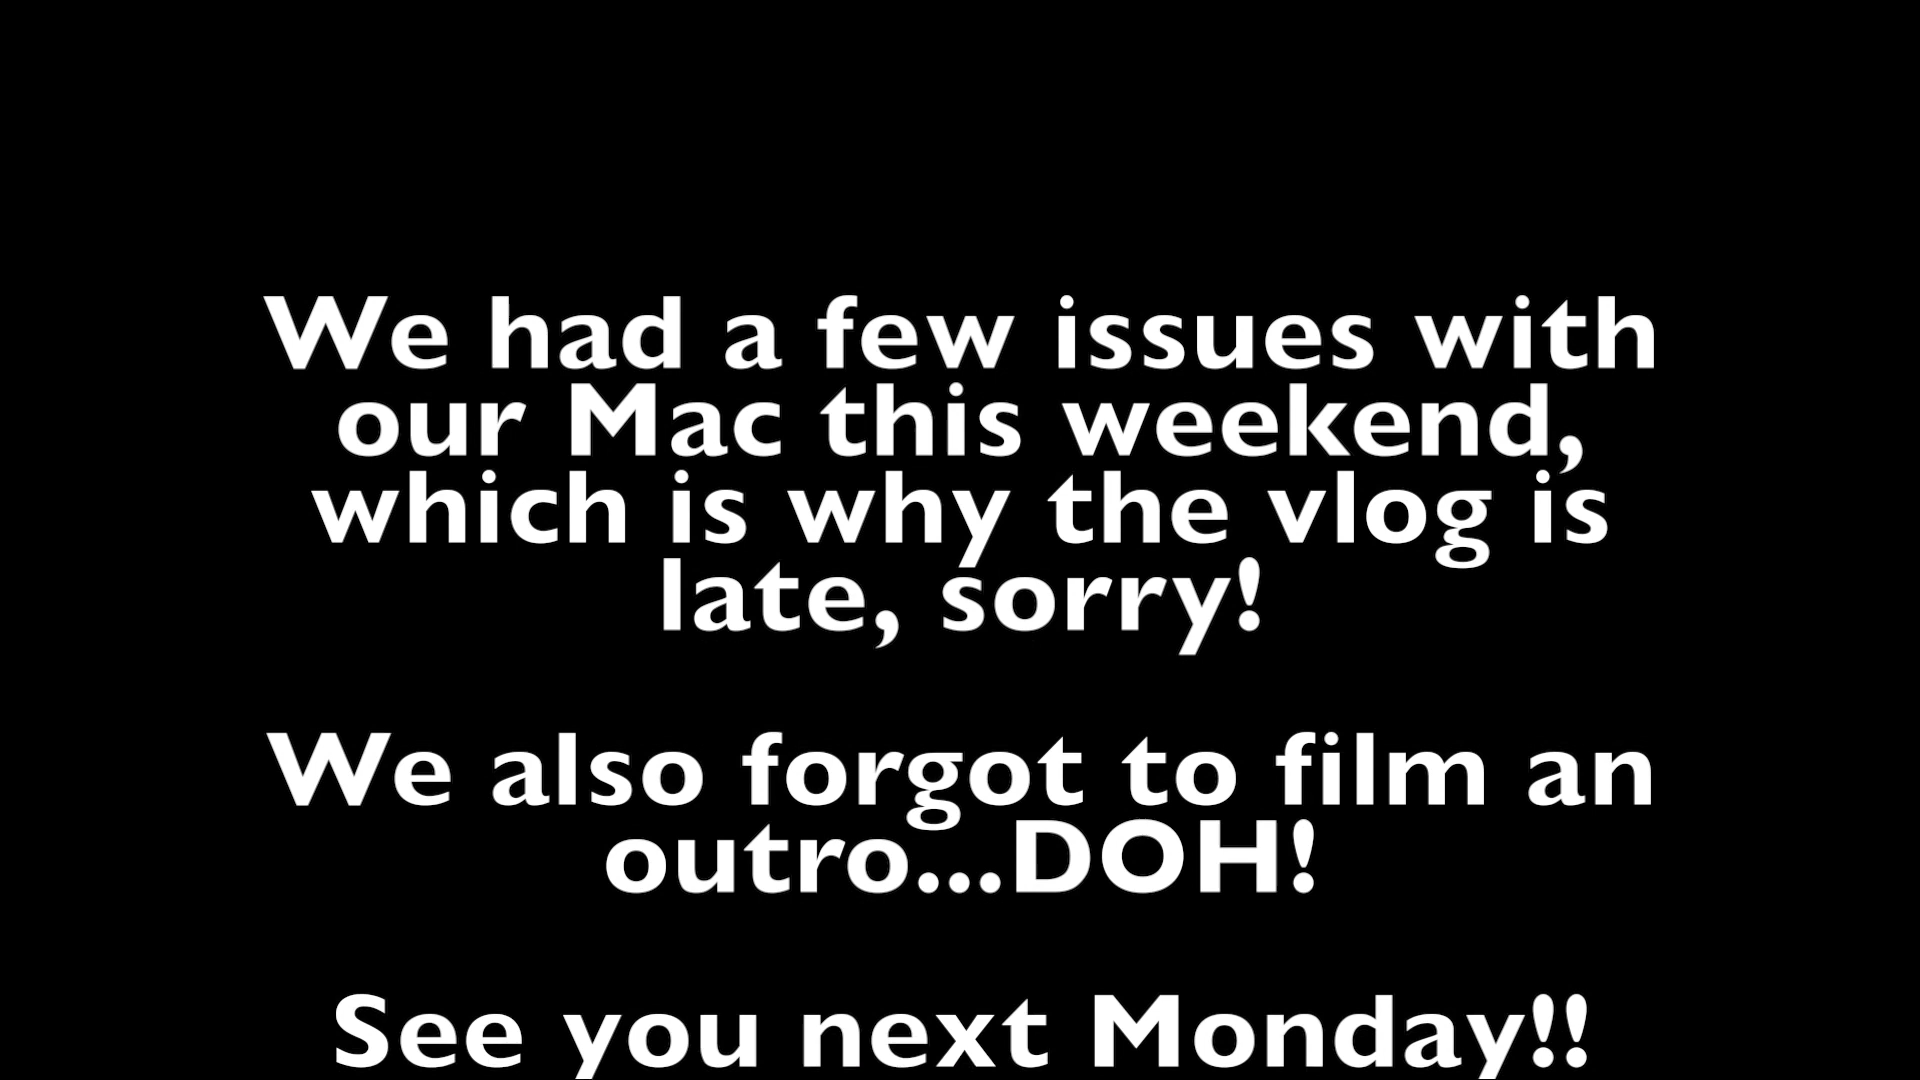 We had a few issues with
our Mac this weekend,
which is why the vlog is
late, sorry!
We also forgot to film an
outro...DOH!
See you next Monday!!